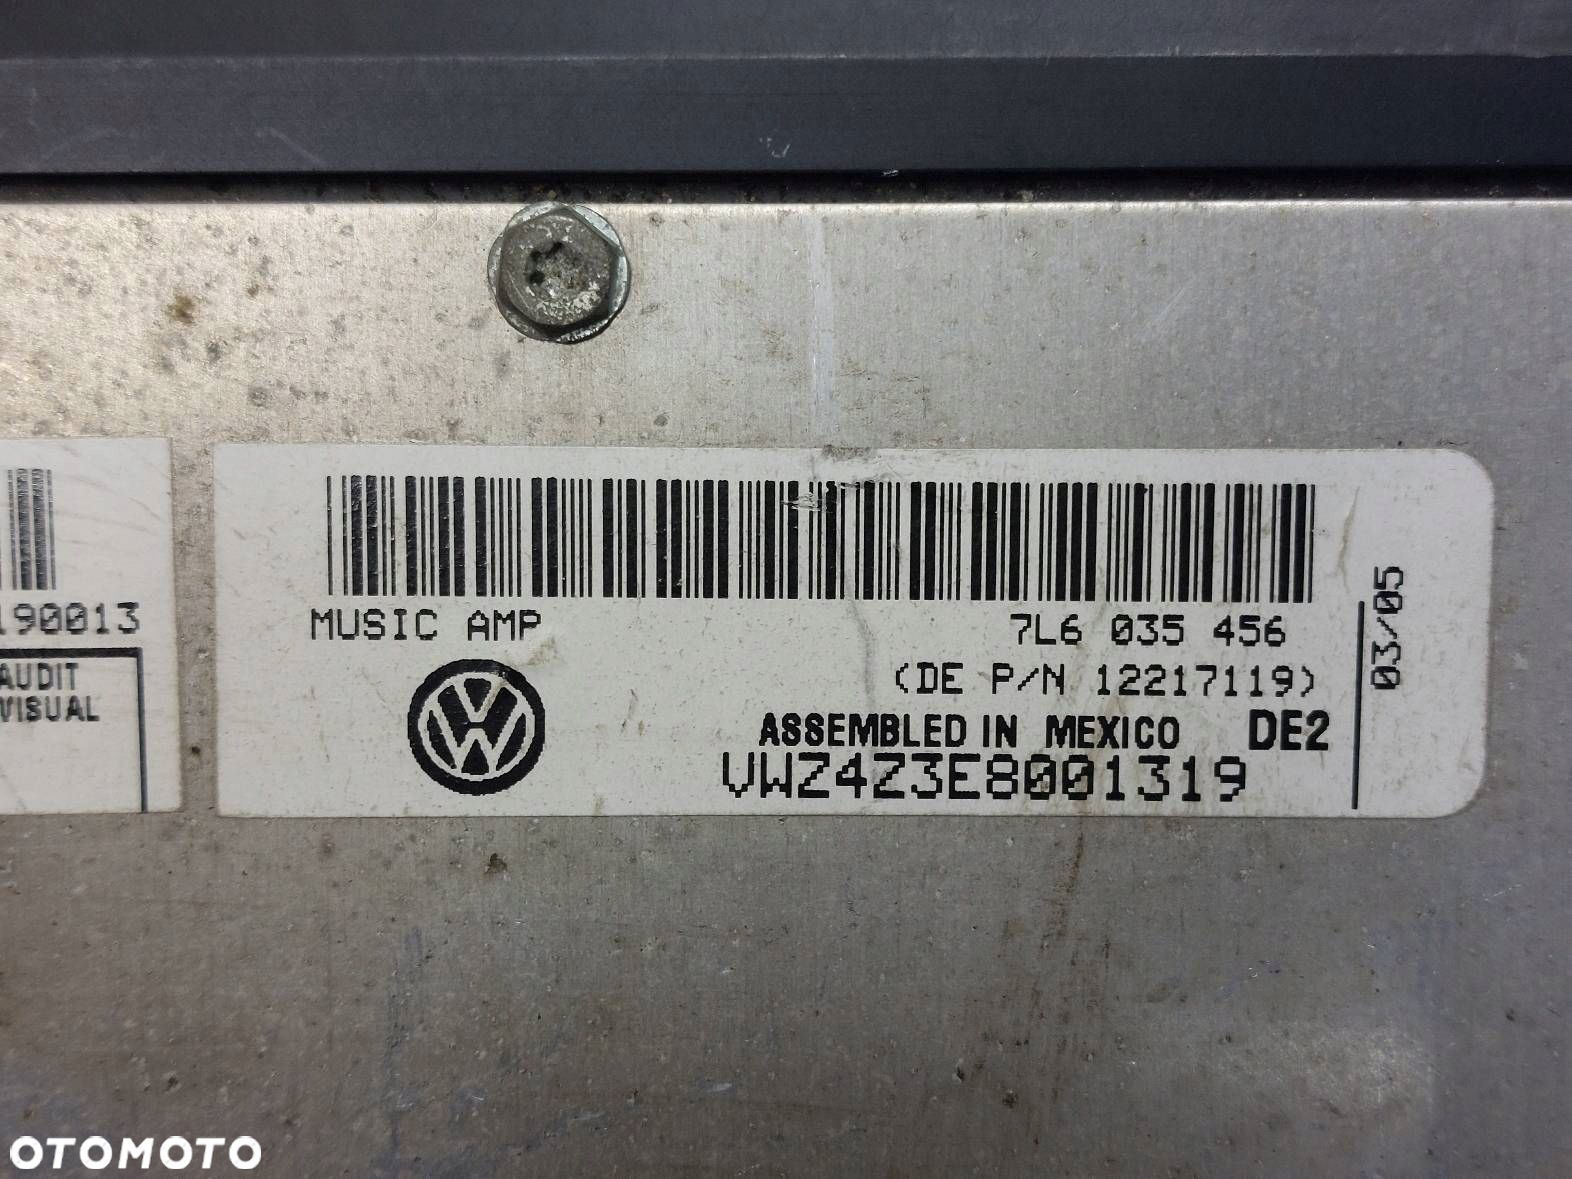 190013
AUDIT
VISUAL
MUSIC AMP
7L6 035 456
(DE P/N 12217119)
ASSEMBLED IN MEXICO DE2
VWZ4Z3E8001319
03/05
OTOMOTO